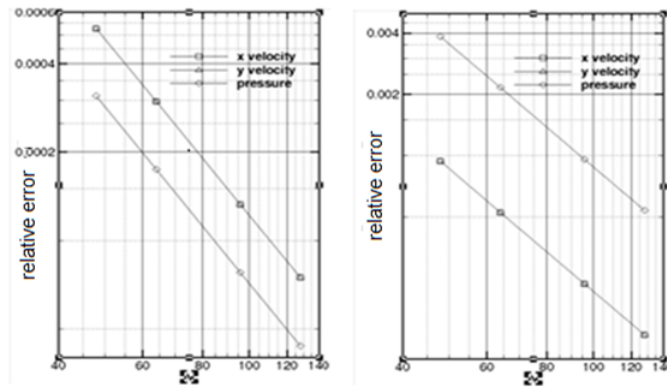 0.0006
0.0004
0.0002
x velocity
y velocity
pressure
relative error
40
60
80
100
120
140
0.004
0.002
x velocity
y velocity
pressure
relative error
40
60
80
100
120